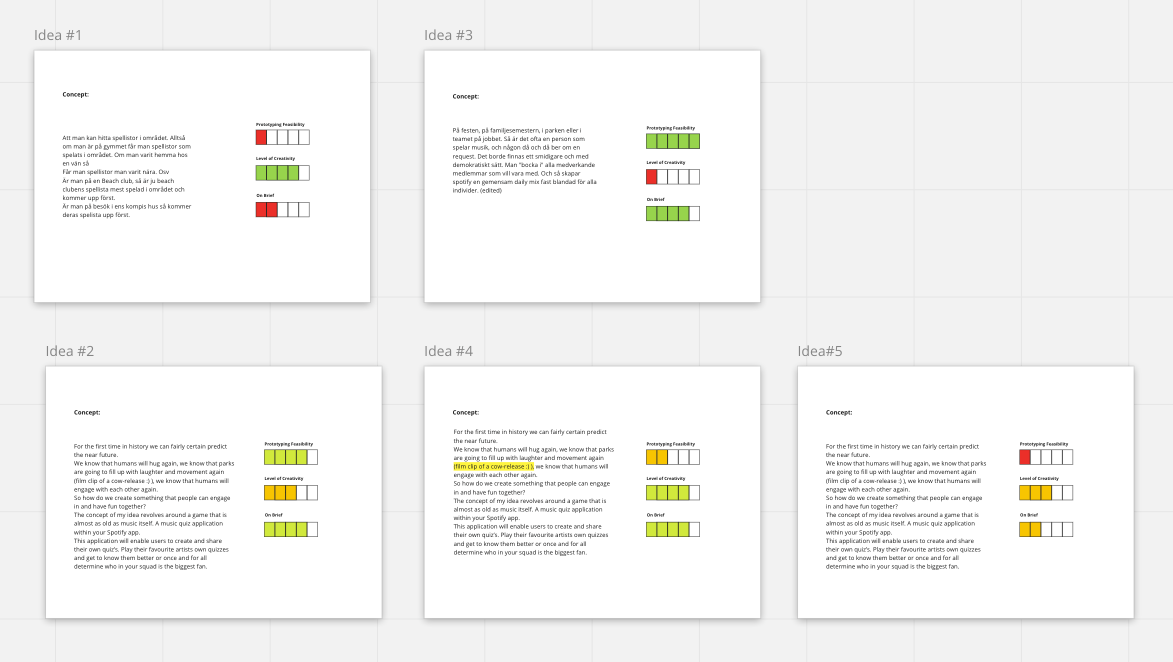 Idea #1
Concept:
Att man kan hitta spellistor i området. Alltså
om man är på gymmet får man spellistor som
spelats i området. Om man varit hemma hos
en vän så
Får man spellistor man varit nära. Osv
Är man på en Beach club, så är ju beach
clubens spellista mest spelad i området och
kommer upp först.
Är man på besök i ens kompis hus så kommer
deras spelista upp först.
Prototyping Feasibility
Level of Creativity
On Brief
Idea #3
Concept:
På festen, på familjesemestern, i parken eller i
teamet på jobbet. Så är det ofta en person som
spelar musik, och någon då och då ber om en
request. Det borde finnas ett smidigare och med
demokratiskt sätt. Man "bocka i" alla medverkande
medlemmar som vill vara med. Och så skapar
spotify en gemensam daily mix fast blandad för alla
individer. (edited)
Prototyping Feasibility
Level of Creativity
On Brief
Idea #2
Concept:
For the first time in history we can fairly certain predict
the near future.
We know that humans will hug again, we know that parks
are going to fill up with laughter and movement again
(film clip of a cow-release :) ), we know that humans will
engage with each other again.
So how do we create something that people can engage
in and have fun together?
The concept of my idea revolves around a game that is
almost as old as music itself. A music quiz application
within your Spotify app.
This application will enable users to create and share
their own quiz's. Play their favourite artists own quizzes
and get to know them better or once and for all
determine who in your squad is the biggest fan.
Prototyping Feasibility
Level of Creativity
On Brief
Idea #4
Concept:
For the first time in history we can fairly certain predict
the near future.
We know that humans will hug again, we know that parks
are going to fill up with laughter and movement again
(film clip of a cow-release :) ), we know that humans will
engage with each other again.
So how do we create something that people can engage
in and have fun together?
The concept of my idea revolves around a game that is
almost as old as music itself. A music quiz application
within your Spotify app.
This application will enable users to create and share
their own quiz's. Play their favourite artists own quizzes
and get to know them better or once and for all
determine who in your squad is the biggest fan.
Prototyping Feasibility
Level of Creativity
On Brief
Idea#5
Concept:
For the first time in history we can fairly certain predict
the near future.
We know that humans will hug again, we know that parks
are going to fill up with laughter and movement again
(film clip of a cow-release :) ), we know that humans will
engage with each other again.
So how do we create something that people can engage
in and have fun together?
The concept of my idea revolves around a game that is
almost as old as music itself. A music quiz application
within your Spotify app.
This application will enable users to create and share
their own quiz's. Play their favourite artists own quizzes
and get to know them better or once and for all
determine who in your squad is the biggest fan.
Prototyping Feasibility
Level of Creativity
On Brief